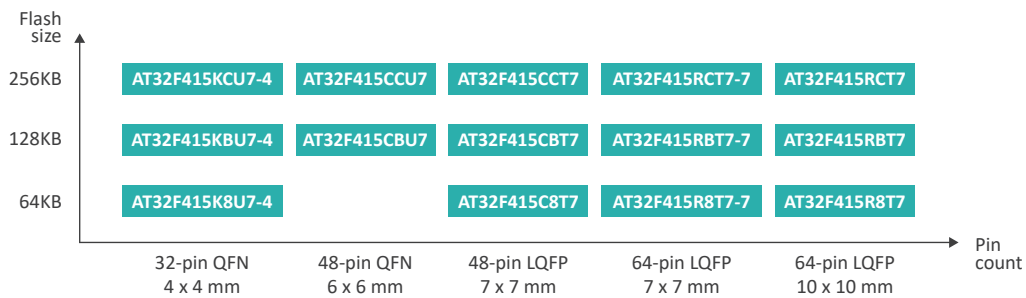 Flash
size
256KB AT32F415KCU7-4 AT32F415CCU7 AT32F415CCT7 AT32F415RCT7-7 AT32F415RCT7
128KB AT32F415KBU7-4 AT32F415CBU7 AT32F415CBT7 AT32F415RBT7-7 AT32F415RBT7
64KB AT32F415K8U7-4 AT32F415C8T7 AT32F415R8T7-7 AT32F415R8T7
Pin
count
32-pin QFN 48-pin QFN 48-pin LQFP 64-pin LQFP 64-pin LQFP
4 x 4 mm 6 x 6 mm 7 x 7 mm 7 x 7 mm 10 x 10 mm